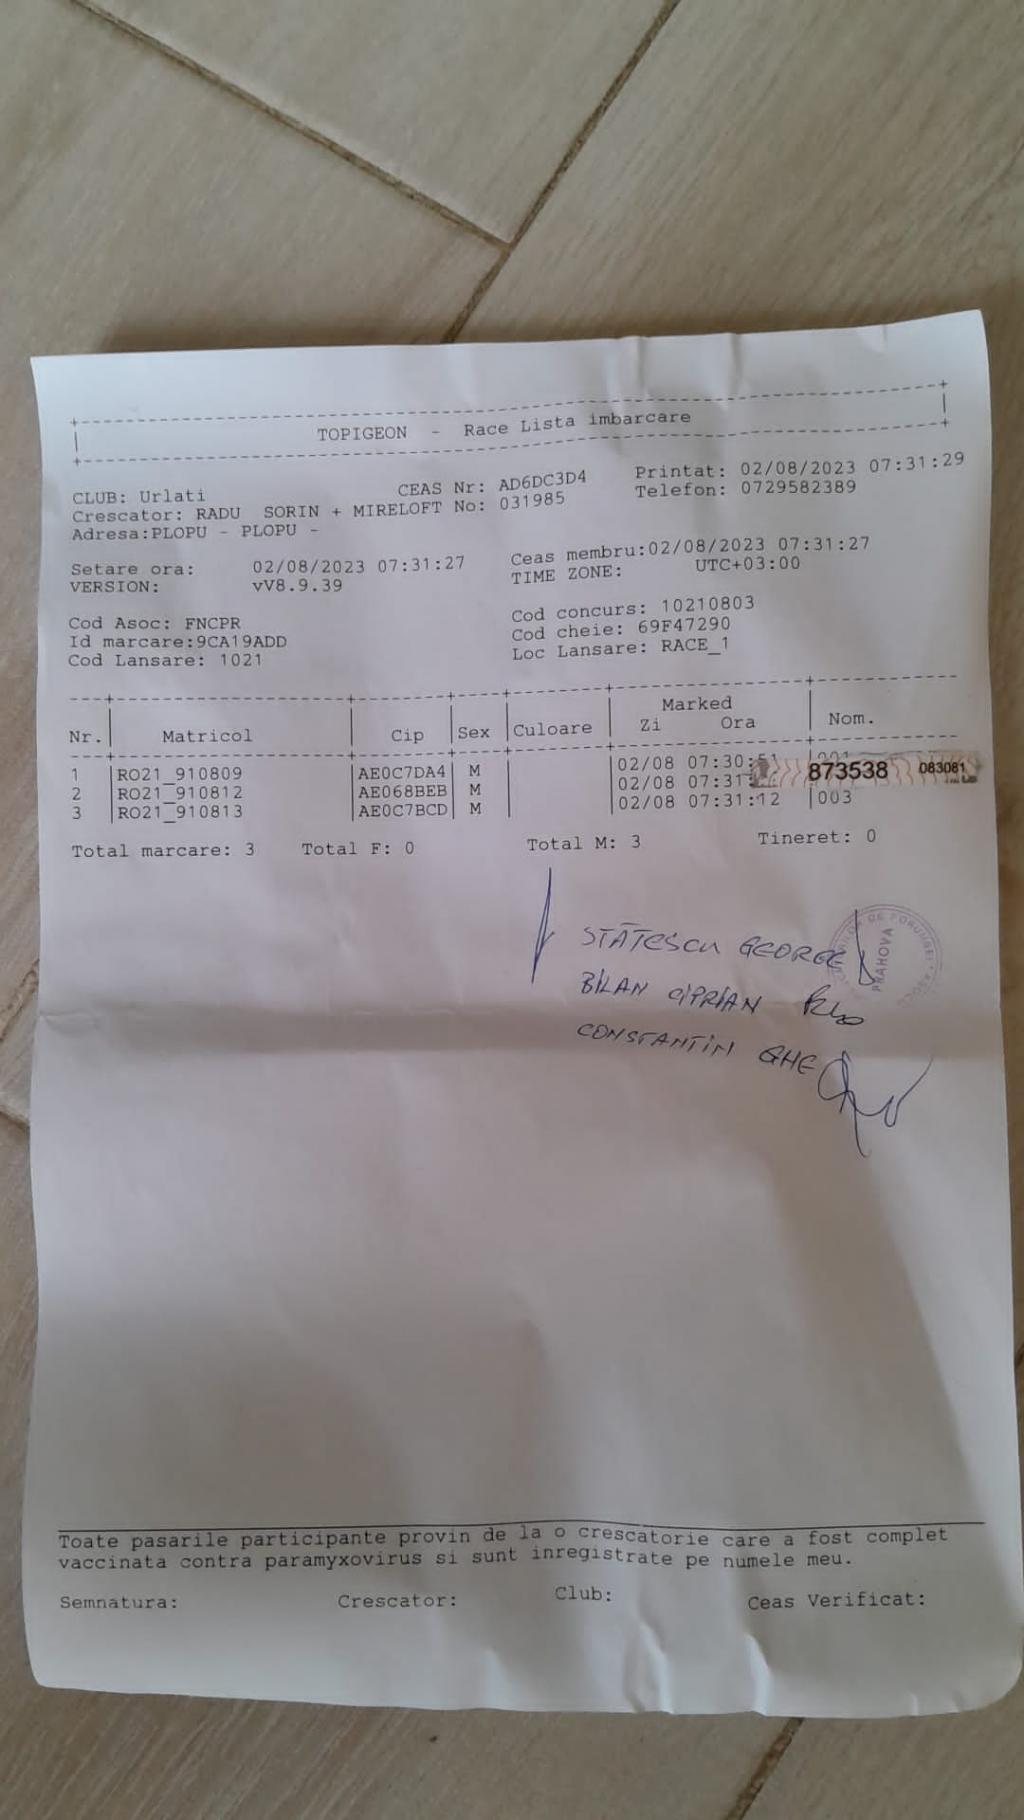 TOPIGEON - Race Lista imbarcare
CLUB: Urlati CEAS Nr: AD6DC3D4 Printat: 02/08/2023 07:31:29
Crescator: RADU SORIN + MIRELOFT No: 031985 Telefon: 0729582389
Adresa:PLOPU - PLOPU -
Setare ora: 02/08/2023 07:31:27 Ceas membru:02/08/2023 07:31:27
VERSION: vV8.9.39 TIME ZONE: UTC+03:00
Cod Asoc: FNCPR Cod concurs: 10210803
Id marcare:9CA19ADD Cod cheie: 69F47290
Cod Lansare: 1021 Loc Lansare: RACE_1
Marked
Nr. Matricol Cip Sex Culoare Zi Ora Nom.
1 RO21_910809 AE0C7DA4 M 02/08 07:30:
2 RO21_910812 AE068BEB M 02/08 07:31
873538 083081
3 RO21_910813 AE0C7BCD M 02/08 07:31:12 003
Total marcare: 3 Total F: 0 Total M: 3 Tineret: 0
STĂTESCU GEORGE
BILAN CIPRIAN
CONSTANTIN GHE
PRAHOVA
Toate pasarile participante provin de la o crescatorie care a fost complet
vaccinata contra paramyxovirus si sunt inregistrate pe numele meu.
Semnatura: Crescator: Club: Ceas Verificat: